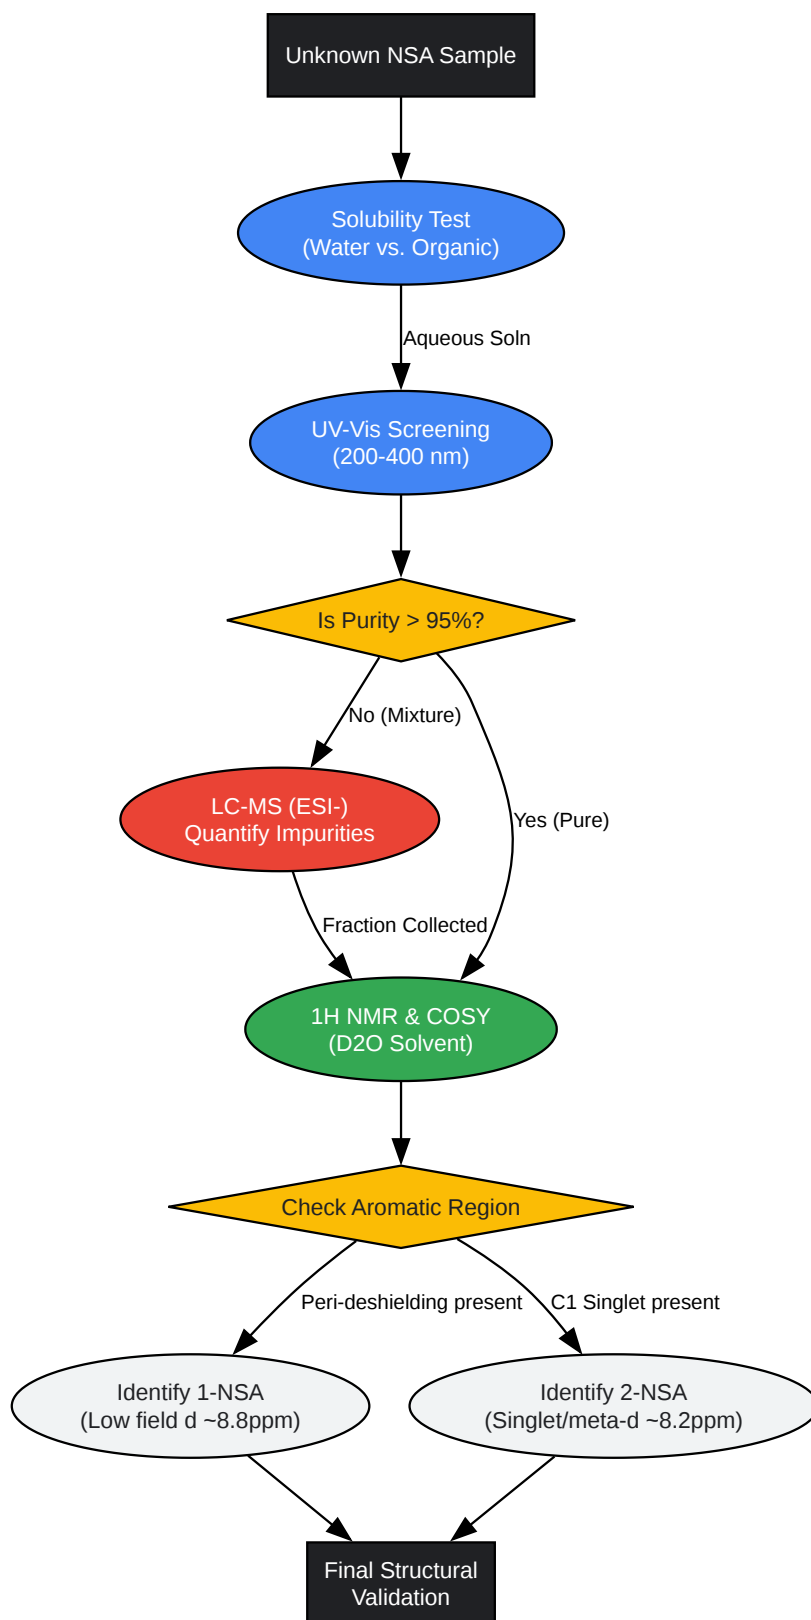 Unknown NSA Sample
Solubility Test
(Water vs. Organic)
Aqueous Soln
UV-Vis Screening
(200-400 nm)
Is Purity > 95%?
No (Mixture)
LC-MS (ESI-)
Quantify Impurities
Yes (Pure)
Fraction Collected
1H NMR & COSY
(D2O Solvent)
Check Aromatic Region
Peri-deshielding present
C1 Singlet present
Identify 1-NSA
(Low field d ~8.8ppm)
Identify 2-NSA
(Singlet/meta-d ~8.2ppm)
Final Structural
Validation